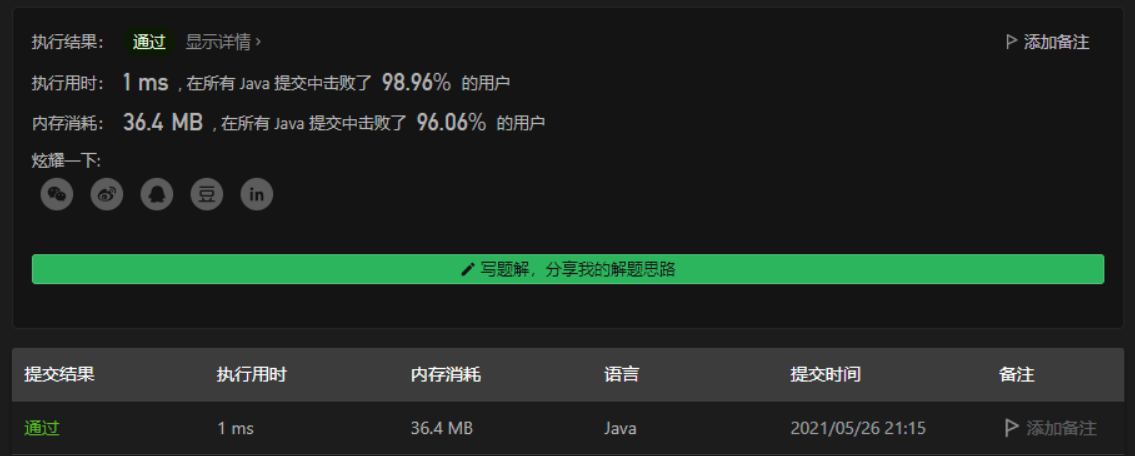 执行结果： 通过 显示详情 › 添加备注
执行用时： 1 ms , 在所有 Java 提交中击败了 98.96% 的用户
内存消耗： 36.4 MB , 在所有 Java 提交中击败了 96.06% 的用户
炫耀一下:
豆 in
写题解，分享我的解题思路
提交结果 执行用时 内存消耗 语言 提交时间 备注
通过 1 ms 36.4 MB Java 2021/05/26 21:15 添加备注